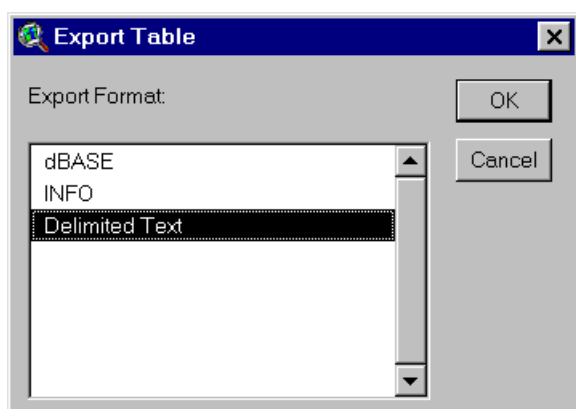 Export Table
Export Format:
OK
Cancel
dBASE
INFO
Delimited Text